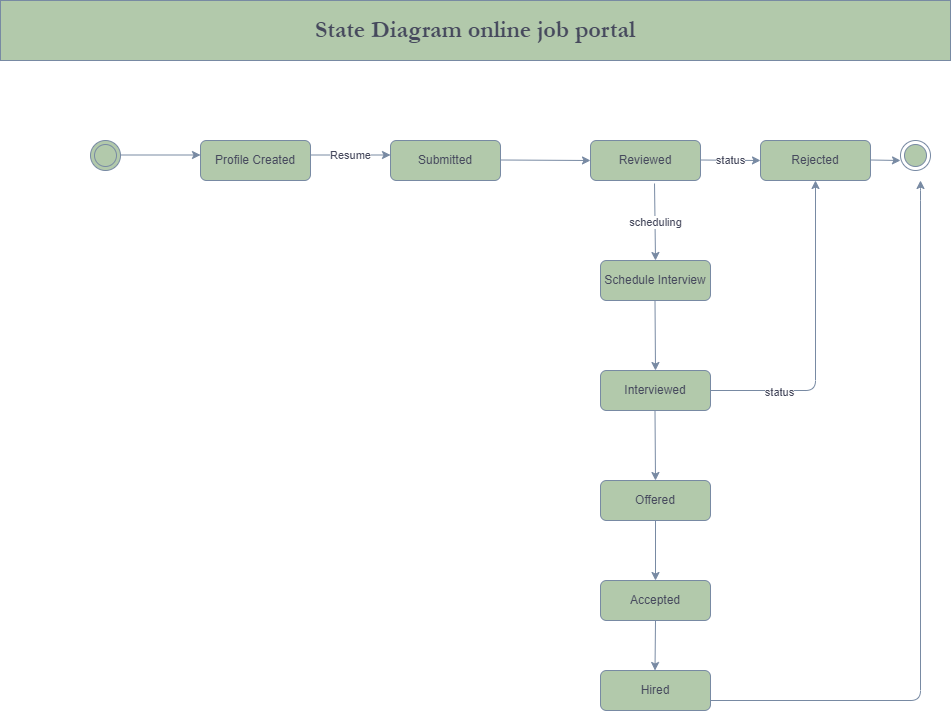 State Diagram online job portal
Profile Created
Resume
Submitted
Reviewed
status
Rejected
scheduling
Schedule Interview
Interviewed
status
Offered
Accepted
Hired